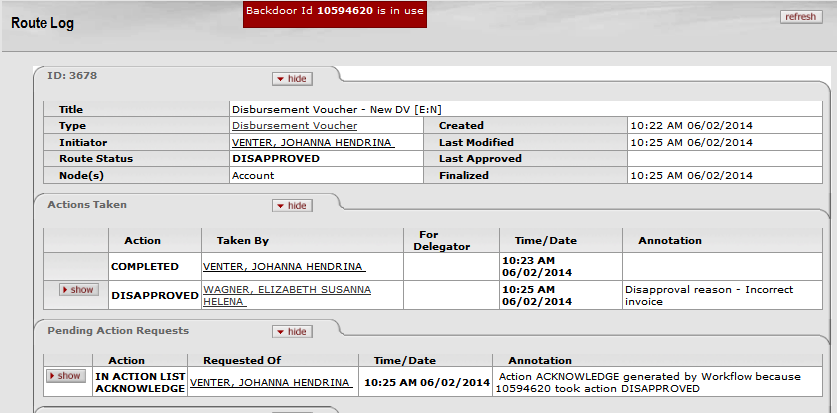 Backdoor Id 10594620 is in use
Route Log
refresh
ID: 3678
hide
Title Disbursement Voucher - New DV [E:N]
Type Disbursement Voucher Created 10:22 AM 06/02/2014
Initiator VENTER, JOHANNA HENDRINA Last Modified 10:25 AM 06/02/2014
Route Status DISAPPROVED Last Approved
Node(s) Account Finalized 10:25 AM 06/02/2014
Actions Taken
hide
Action Taken By For Delegator Time/Date Annotation
COMPLETED VENTER, JOHANNA HENDRINA 10:23 AM 06/02/2014
show
DISAPPROVED WAGNER, ELIZABETH SUSANNA HELENA 10:25 AM 06/02/2014 Disapproval reason - Incorrect invoice
Pending Action Requests
hide
Action Requested Of Time/Date Annotation
show
IN ACTION LIST ACKNOWLEDGE VENTER, JOHANNA HENDRINA 10:25 AM 06/02/2014 Action ACKNOWLEDGE generated by Workflow because 10594620 took action DISAPPROVED